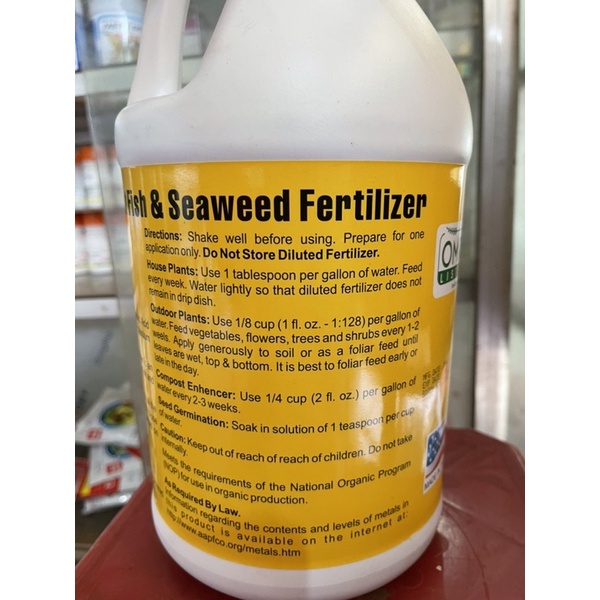 Fish & Seaweed Fertilizer
Directions: Shake well before using. Prepare for one
application only. Do Not Store Diluted Fertilizer.
House Plants: Use 1 tablespoon per gallon of water. Feed
every week. Water lightly so that diluted fertilizer does not
remain in drip dish.
Outdoor Plants: Use 1/8 cup (1 fl. oz. - 1:128) per gallon of
water. Feed vegetables, flowers, trees and shrubs every 1-2
weeks. Apply generously to soil or as a foliar feed until
leaves are wet, top & bottom. It is best to foliar feed early or
late in the day.
Compost Enhencer: Use 1/4 cup (2 fl. oz.) per gallon of
water every 2-3 weeks.
Seed Germination: Soak in solution of 1 teaspoon per cup
of water.
Caution: Keep out of reach of reach of children. Do not take
internally.
Meets the requirements of the National Organic Program
(NOP) for use in organic production.
As Required By Law.
information regarding the contents and levels of metals in
this product is available on the internet at:
http://www.aapfco.org/metals.htm